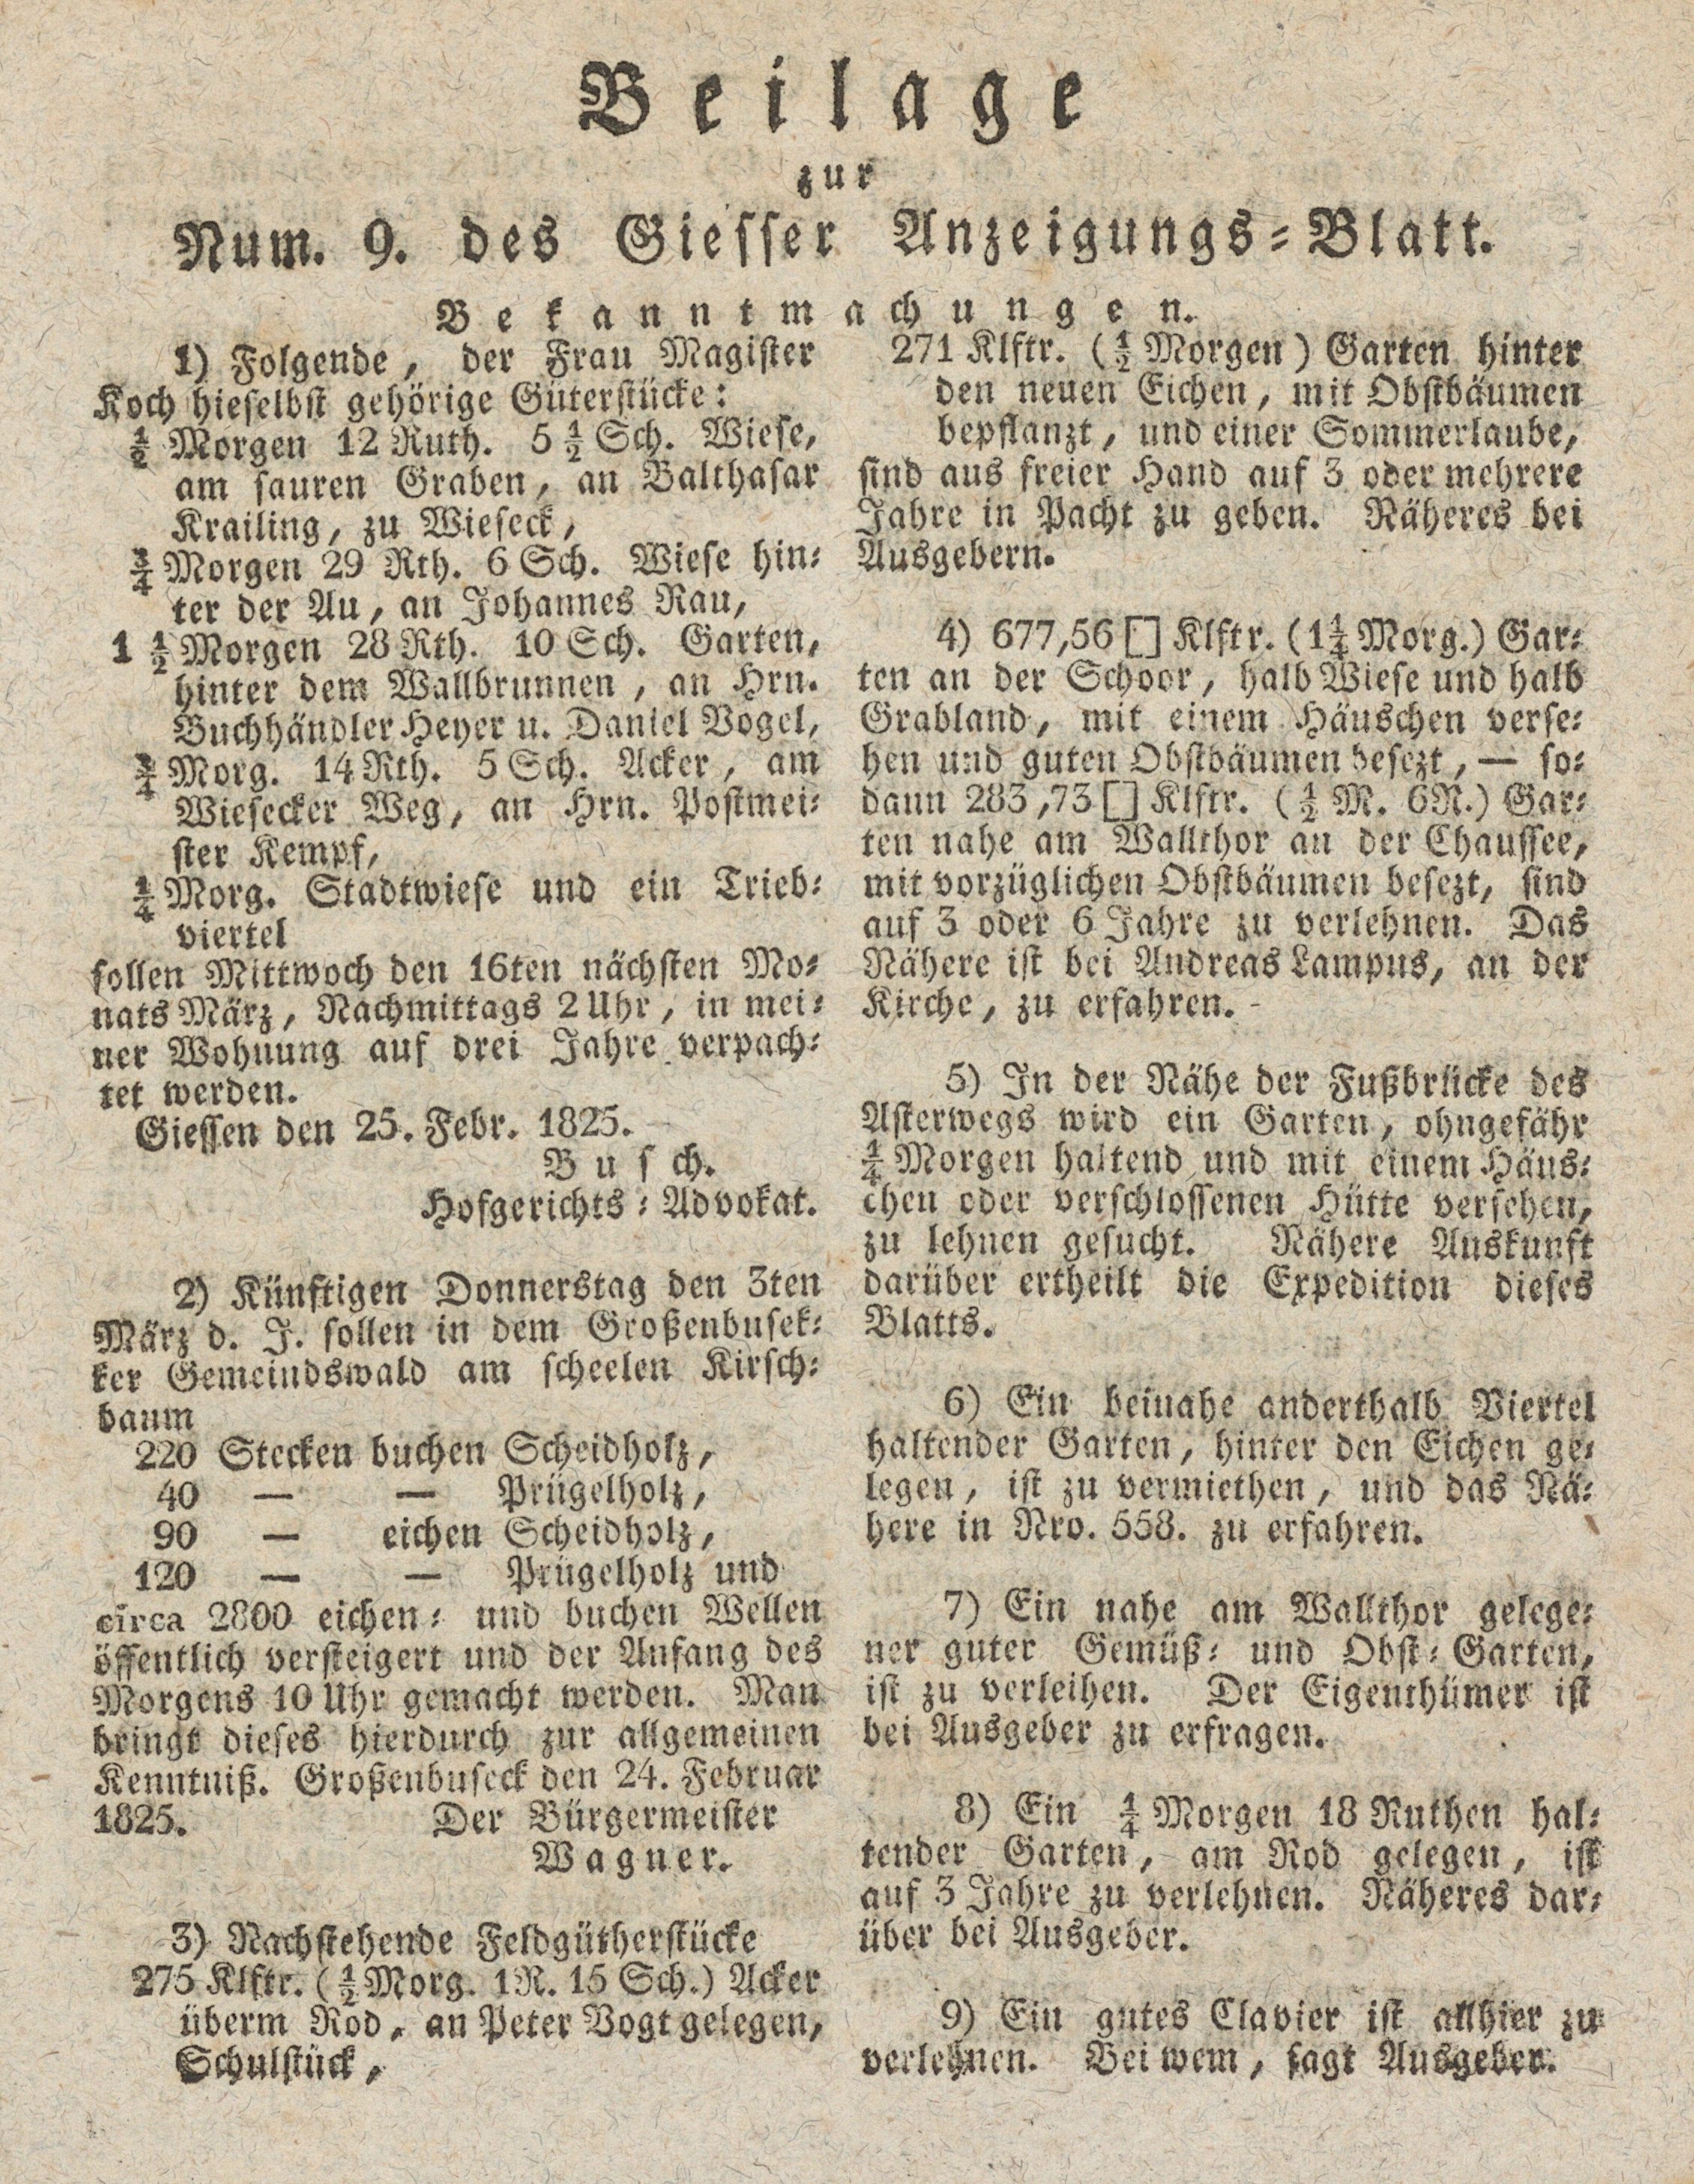 Beilage
zur
Num. 9. des Giesser Anzeigungs-Blatt.
Bekanntmachungen.
1) Folgende, der Frau Magister
Koch hieselbst gehörige Güterstücke:
½ Morgen 12 Ruth. 5 ½ Sch. Wiese,
am sauren Graben, an Balthasar
Krailing, zu Wieseck,
¾ Morgen 29 Rth. 6 Sch. Wiese hin-
ter der Au, an Johannes Rau,
1 ½ Morgen 28 Rth. 10 Sch. Garten,
hinter dem Wallbrunnen, an Hrn.
Buchhändler Heyer u. Daniel Vogel,
¾ Morg. 14 Rth. 5 Sch. Acker, am
Wiesecker Weg, an Hrn. Postmei-
ster Kempf,
¼ Morg. Stadtwiese und ein Trieb-
viertel
sollen Mittwoch den 16ten nächsten Mo-
nats März, Nachmittags 2 Uhr, in mei-
ner Wohnung auf drei Jahre verpach-
tet werden.
Giessen den 25. Febr. 1825.
Busch.
Hofgerichts-Advokat.
2) Künftigen Donnerstag den 3ten
März d. J. sollen in dem Großenbusek-
ker Gemeindswald am scheelen Kirsch-
baum
220 Stecken buchen Scheidholz,
40 — — Prügelholz,
90 — eichen Scheidholz,
120 — — Prügelholz und
circa 2800 eichen- und buchen Wellen
öffentlich versteigert und der Anfang des
Morgens 10 Uhr gemacht werden. Man
bringt dieses hierdurch zur allgemeinen
Kenntniß. Großenbuseck den 24. Februar
1825. Der Bürgermeister
Wagner.
3) Nachstehende Feldgütherstücke
275 Klftr. (½ Morg. 1R. 15 Sch.) Acker
überm Rod, an Peter Vogt gelegen,
Schulstück,
271 Klftr. (½ Morgen) Garten hinter
den neuen Eichen, mit Obstbäumen
bepflanzt, und einer Sommerlaube,
sind aus freier Hand auf 3 oder mehrere
Jahre in Pacht zu geben. Näheres bei
Ausgebern.
4) 677,56 [] Klftr. (1¼ Morg.) Gar-
ten an der Schoor, halb Wiese und halb
Grabland, mit einem Häuschen verse-
hen und guten Obstbäumen besezt, — so-
dann 283,73 [] Klftr. (½ M. 6R.) Gar-
ten nahe am Wallthor an der Chaussee,
mit vorzüglichen Obstbäumen besezt, sind
auf 3 oder 6 Jahre zu verlehnen. Das
Nähere ist bei Andreas Lampus, an der
Kirche, zu erfahren.
5) In der Nähe der Fußbrücke des
Asterwegs wird ein Garten, ohngefähr
¼ Morgen haltend und mit einem Häus-
chen oder verschlossenen Hütte versehen,
zu lehnen gesucht. Nähere Auskunft
darüber ertheilt die Expedition dieses
Blatts.
6) Ein beinahe anderthalb Viertel
haltender Garten, hinter den Eichen ge-
legen, ist zu vermiethen, und das Nä-
here in Nro. 558. zu erfahren.
7) Ein nahe am Wallthor gelege-
ner guter Gemüß- und Obst-Garten,
ist zu verleihen. Der Eigenthümer ist
bei Ausgeber zu erfragen.
8) Ein ¼ Morgen 18 Ruthen hal-
tender Garten, am Rod gelegen, ist
auf 3 Jahre zu verlehnen. Näheres dar-
über bei Ausgeber.
9) Ein gutes Clavier ist allhier zu
verlehnen. Bei wem, sagt Ausgeber.